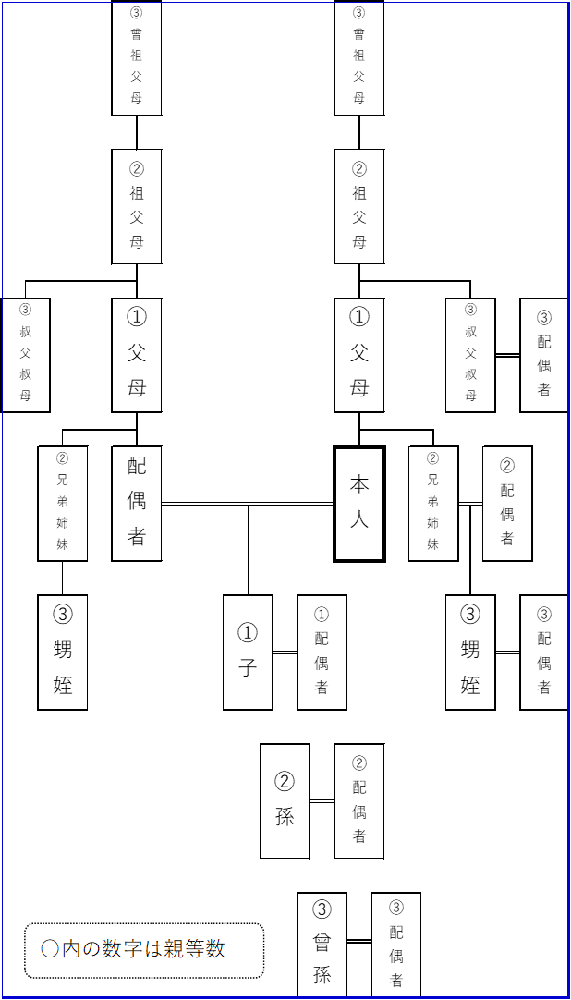 ③曾祖父母
③曾祖父母
②祖父母
②祖父母
③叔父叔母
①父母
①父母
③叔父叔母
③配偶者
②兄弟姉妹
配偶者
本人
②兄弟姉妹
②配偶者
③甥姪
①子
①配偶者
③甥姪
③配偶者
②孫
②配偶者
③曾孫
③配偶者
〇内の数字は親等数